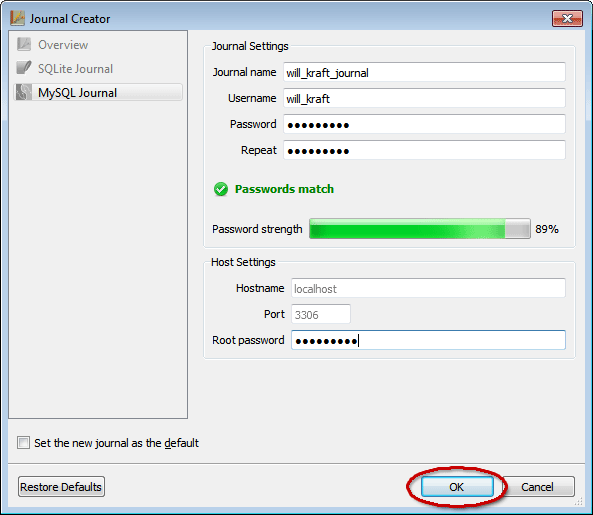 Journal Creator
Overview
SQLite Journal
MySQL Journal
Journal Settings
Journal name will_kraft_journal
Username will_kraft
Password ●●●●●●●●●
Repeat ●●●●●●●●●
Passwords match
Password strength 89%
Host Settings
Hostname localhost
Port 3306
Root password ●●●●●●●●●
Set the new journal as the default
Restore Defaults OK Cancel